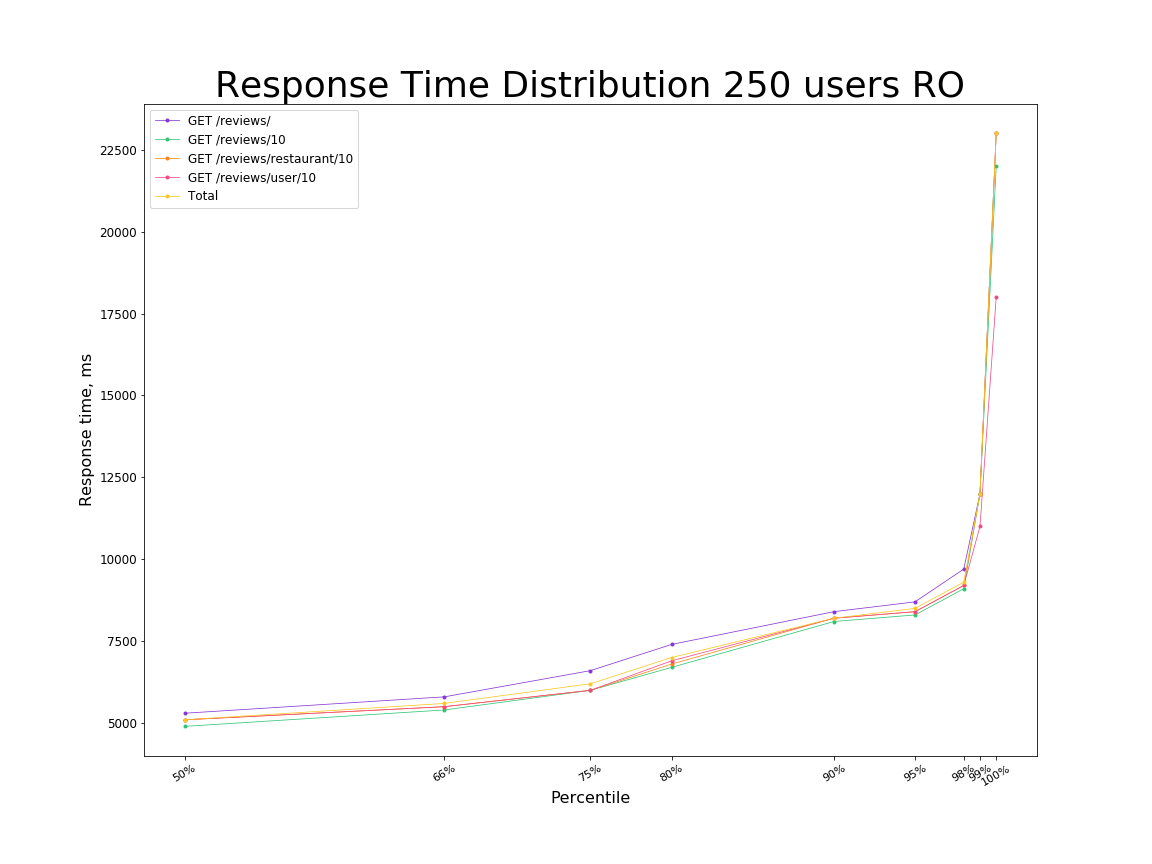 Response Time Distribution 250 users RO
GET /reviews/
GET /reviews/10
GET /reviews/restaurant/10
GET /reviews/user/10
Total
22500
20000
17500
15000
12500
10000
7500
5000
Response time, ms
50% 66% 75% 80% 90% 95% 98% 99% 100%
Percentile